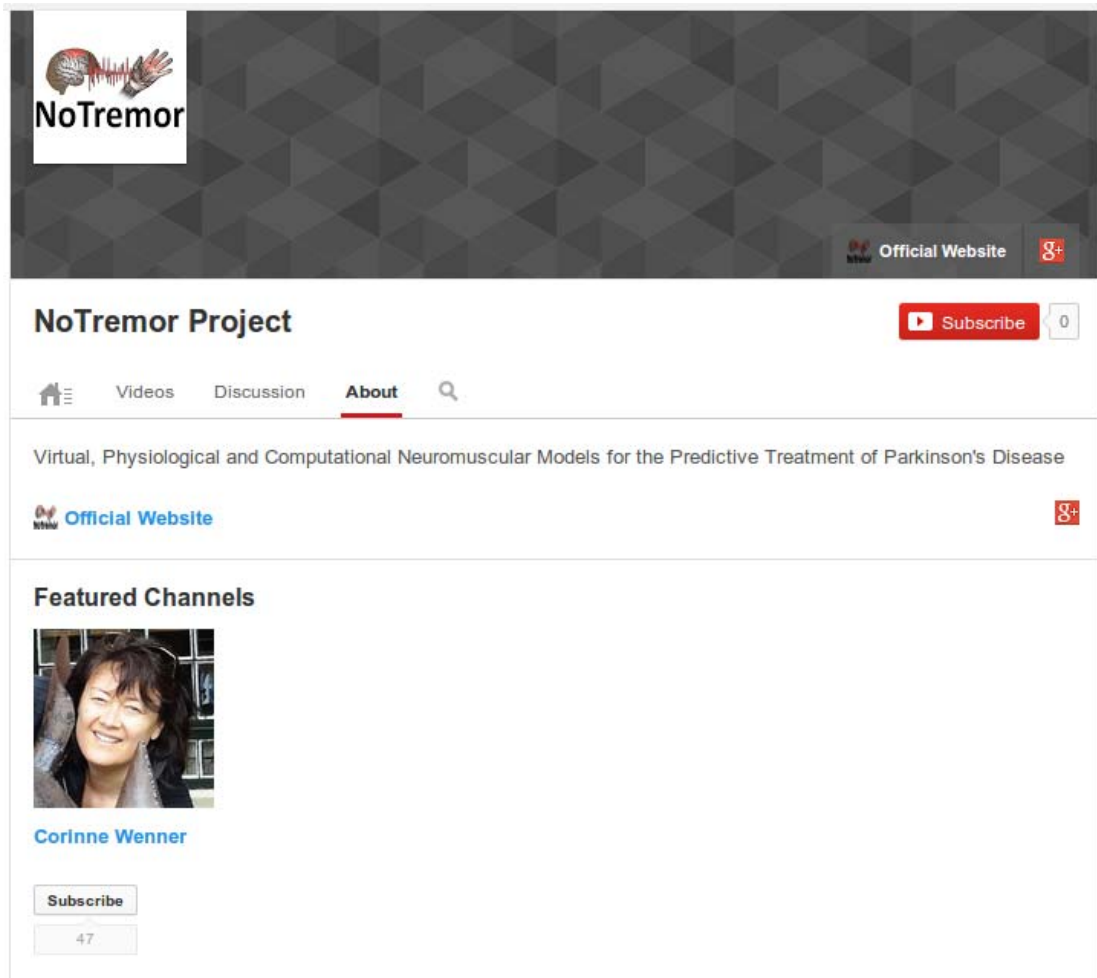 NoTremor
Official Website
NoTremor Project
Subscribe
0
Videos Discussion About
Virtual, Physiological and Computational Neuromuscular Models for the Predictive Treatment of Parkinson's Disease
Official Website
Featured Channels
Corinne Wenner
Subscribe
47